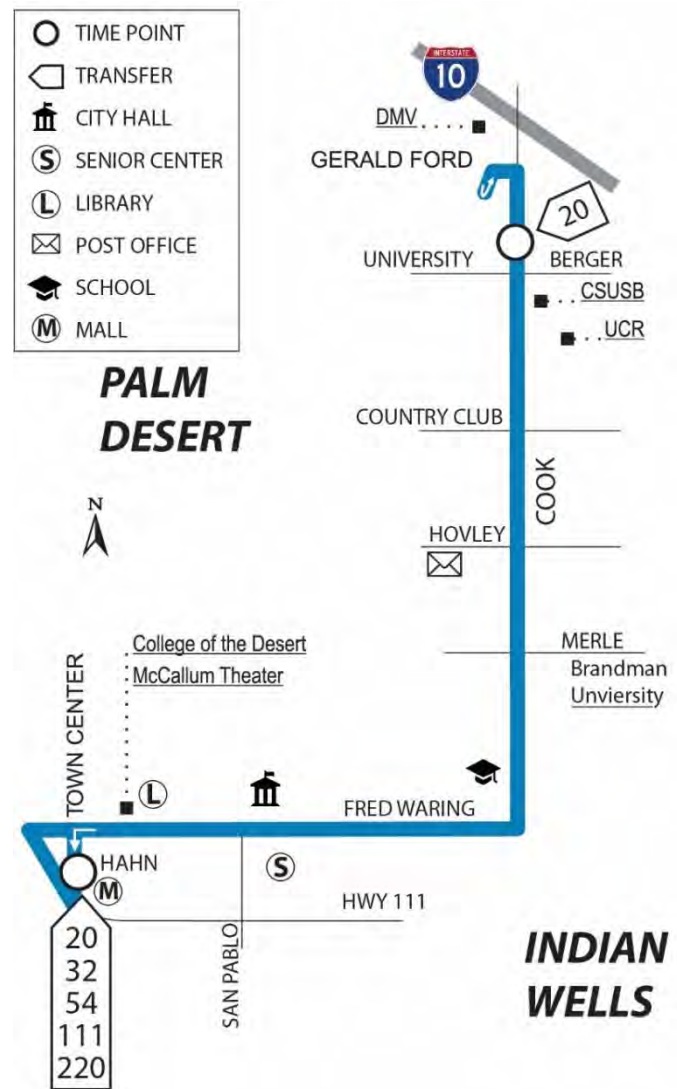 TIME POINT
TRANSFER
CITY HALL
S SENIOR CENTER
L LIBRARY
POST OFFICE
SCHOOL
M MALL
INTERSTATE
10
DMV
GERALD FORD
20
UNIVERSITY BERGER
CSUSB
UCR
PALM
DESERT
COUNTRY CLUB
COOK
N
HOVLEY
MERLE
Brandman
Unviersity
College of the Desert
McCallum Theater
TOWN CENTER
L
FRED WARING
HAHN
M
S
HWY 111
SAN PABLO
20
32
54
111
220
INDIAN
WELLS